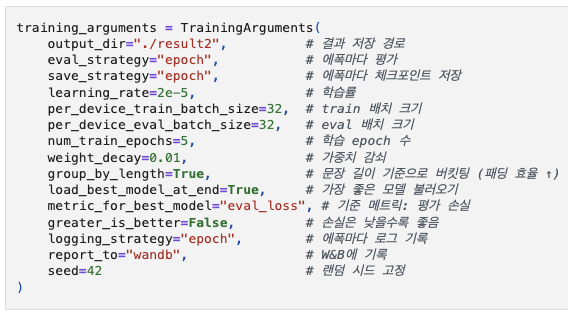 training_arguments = TrainingArguments(
    output_dir="./result2",          # 결과 저장 경로
    eval_strategy="epoch",           # 에폭마다 평가
    save_strategy="epoch",           # 에폭마다 체크포인트 저장
    learning_rate=2e-5,              # 학습률
    per_device_train_batch_size=32,  # train 배치 크기
    per_device_eval_batch_size=32,   # eval 배치 크기
    num_train_epochs=5,              # 학습 epoch 수
    weight_decay=0.01,               # 가중치 감쇠
    group_by_length=True,            # 문장 길이 기준으로 버킷팅 (패딩 효율 ↑)
    load_best_model_at_end=True,     # 가장 좋은 모델 불러오기
    metric_for_best_model="eval_loss", # 기준 메트릭: 평가 손실
    greater_is_better=False,         # 손실은 낮을수록 좋음
    logging_strategy="epoch",        # 에폭마다 로그 기록
    report_to="wandb",               # W&B에 기록
    seed=42                          # 랜덤 시드 고정
)